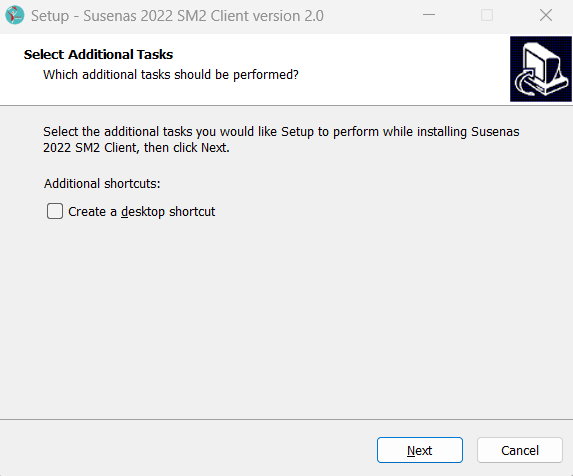 Setup - Susenas 2022 SM2 Client version 2.0
Select Additional Tasks
Which additional tasks should be performed?
Select the additional tasks you would like Setup to perform while installing Susenas
2022 SM2 Client, then click Next.
Additional shortcuts:
Create a desktop shortcut
Next
Cancel